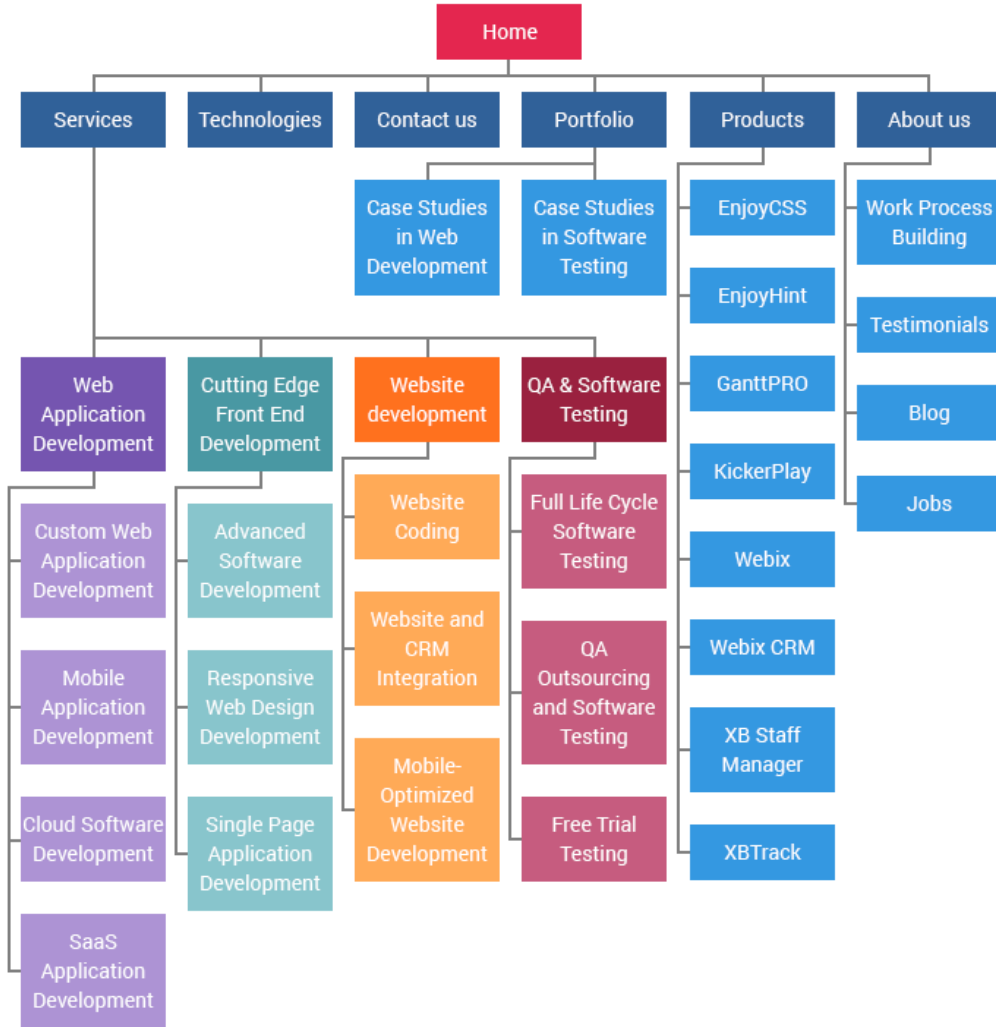 Home
Services
Technologies
Contact us
Portfolio
Products
About us
Case Studies
in Web
Development
Case Studies
in Software
Testing
EnjoyCSS
EnjoyHint
GanttPRO
KickerPlay
Webix
Webix CRM
XB Staff
Manager
XBTrack
Work Process
Building
Testimonials
Blog
Jobs
Web
Application
Development
Custom Web
Application
Development
Mobile
Application
Development
Cloud Software
Development
SaaS
Application
Development
Cutting Edge
Front End
Development
Advanced
Software
Development
Responsive
Web Design
Development
Single Page
Application
Development
Website
development
Website
Coding
Website and
CRM
Integration
Mobile-
Optimized
Website
Development
QA & Software
Testing
Full Life Cycle
Software
Testing
QA
Outsourcing
and Software
Testing
Free Trial
Testing